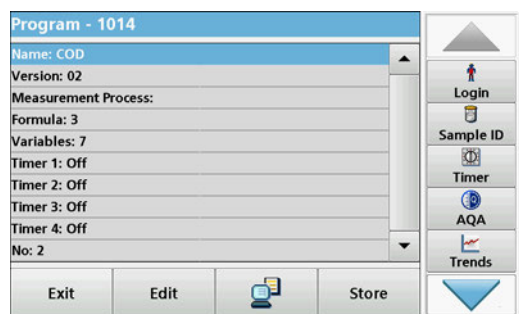 Program - 1014
Name: COD
Version: 02
Measurement Process:
Formula: 3
Variables: 7
Timer 1: Off
Timer 2: Off
Timer 3: Off
Timer 4: Off
No: 2
Exit
Edit
Store
Login
Sample ID
Timer
AQA
Trends